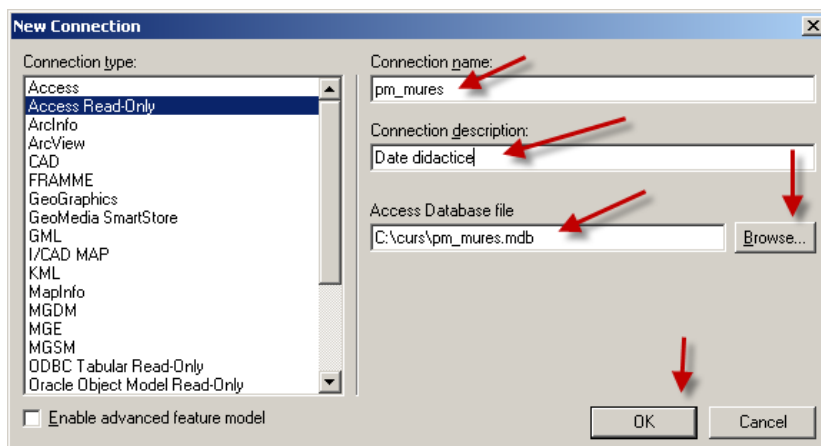 New Connection
Connection type:
Access
Access Read-Only
ArcInfo
ArcView
CAD
FRAMME
GeoGraphics
GeoMedia SmartStore
GML
I/CAD MAP
KML
MapInfo
MGDM
MGE
MGSM
ODBC Tabular Read-Only
Oracle Object Model Read-Only
Enable advanced feature model
Connection name:
pm_mures
Connection description:
Date didactice
Access Database file
C:\curs\pm_mures.mdb
Browse...
OK
Cancel